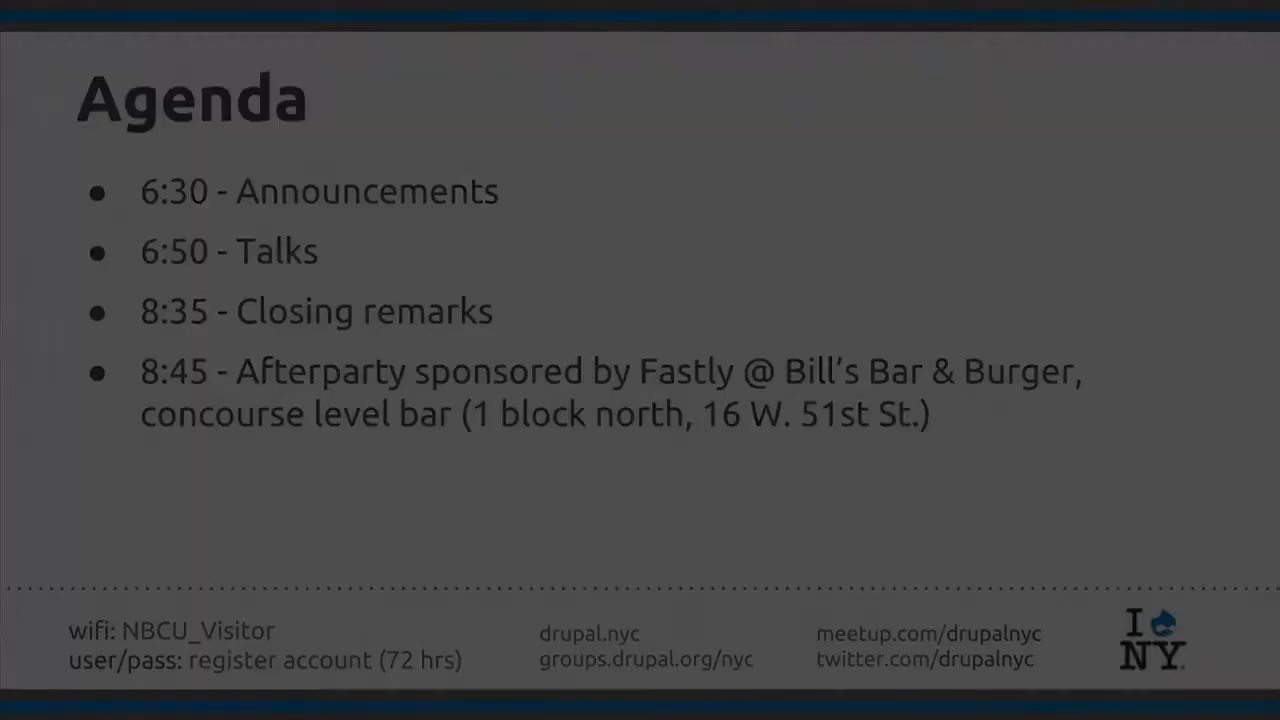 Agenda
● 6:30 - Announcements
● 6:50 - Talks
● 8:35 - Closing remarks
● 8:45 - Afterparty sponsored by Fastly @ Bill’s Bar & Burger,
concourse level bar (1 block north, 16 W. 51st St.)
wifi: NBCU_Visitor
user/pass: register account (72 hrs)
drupal.nyc
groups.drupal.org/nyc
meetup.com/drupalnyc
twitter.com/drupalnyc
I
NY.